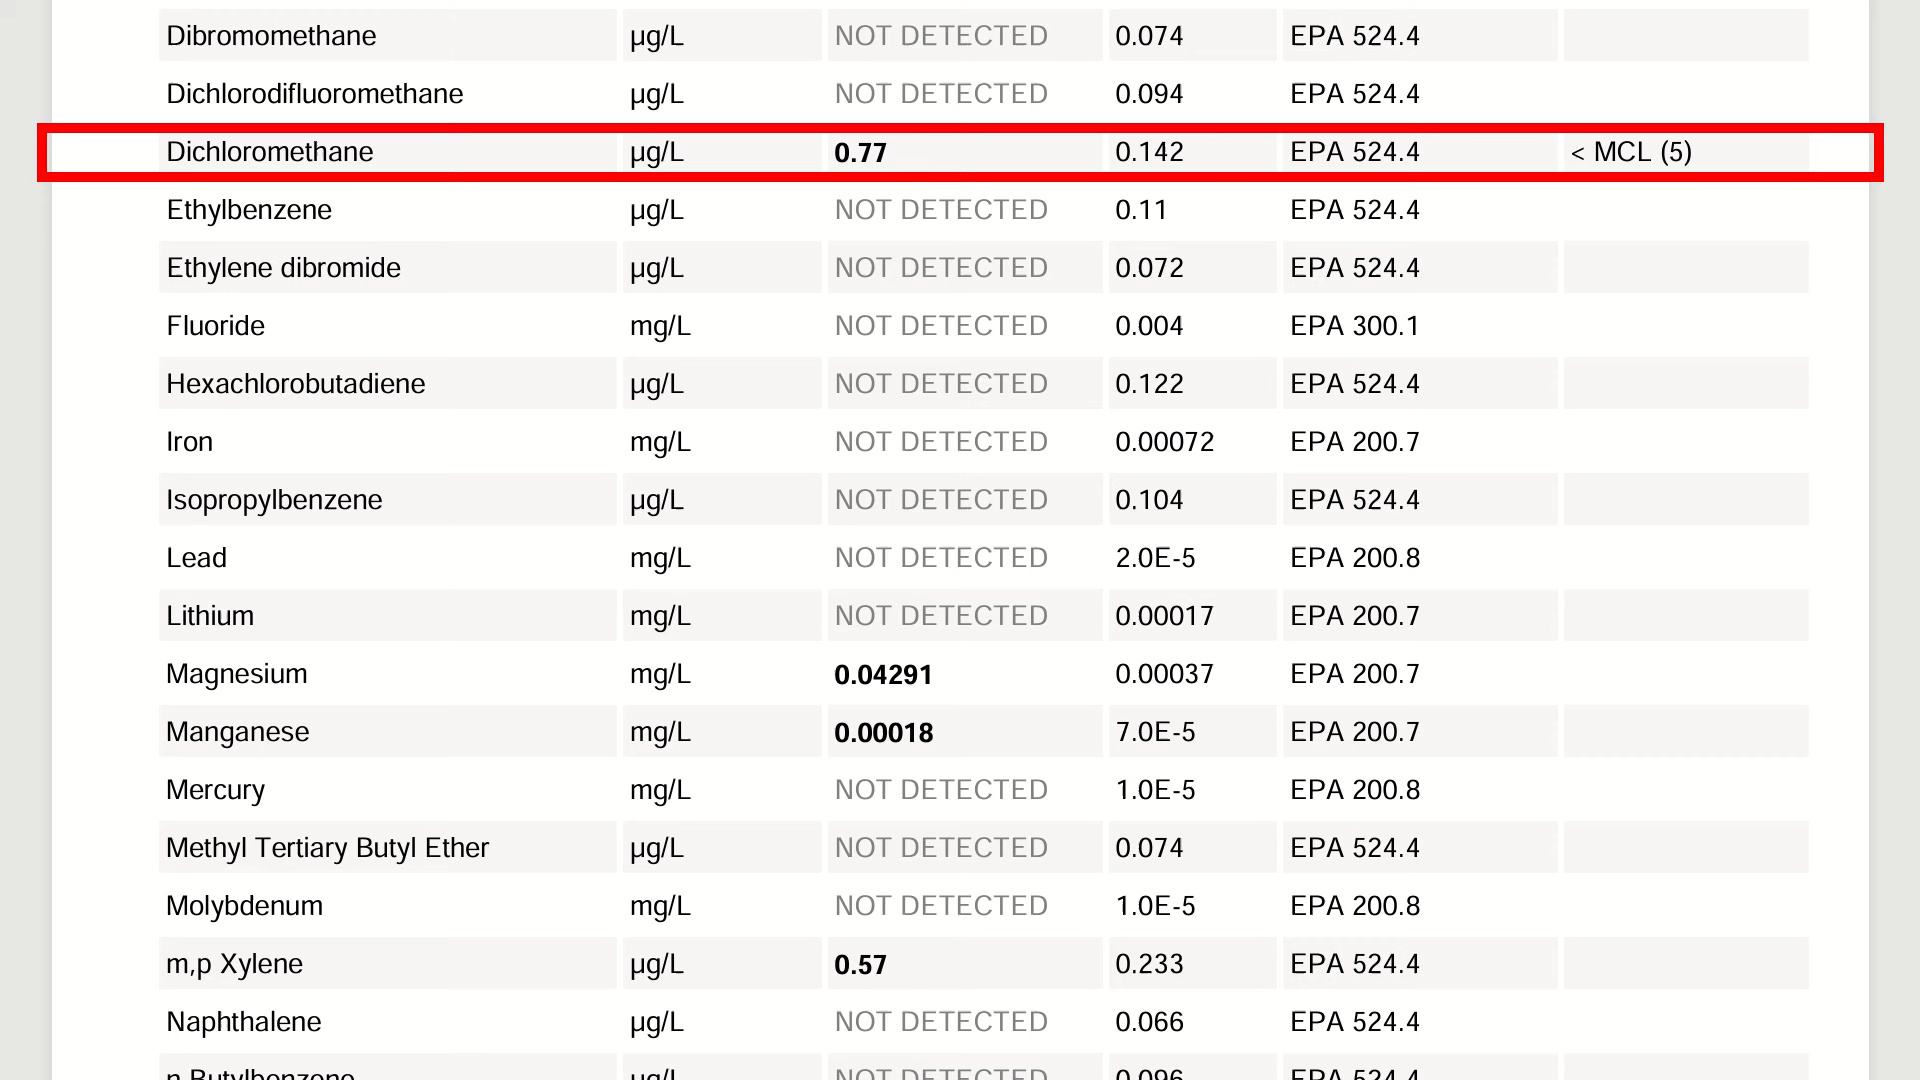 Dibromomethane µg/L NOT DETECTED 0.074 EPA 524.4
Dichlorodifluoromethane µg/L NOT DETECTED 0.094 EPA 524.4
Dichloromethane µg/L 0.77 0.142 EPA 524.4 < MCL (5)
Ethylbenzene µg/L NOT DETECTED 0.11 EPA 524.4
Ethylene dibromide µg/L NOT DETECTED 0.072 EPA 524.4
Fluoride mg/L NOT DETECTED 0.004 EPA 300.1
Hexachlorobutadiene µg/L NOT DETECTED 0.122 EPA 524.4
Iron mg/L NOT DETECTED 0.00072 EPA 200.7
Isopropylbenzene µg/L NOT DETECTED 0.104 EPA 524.4
Lead mg/L NOT DETECTED 2.0E-5 EPA 200.8
Lithium mg/L NOT DETECTED 0.00017 EPA 200.7
Magnesium mg/L 0.04291 0.00037 EPA 200.7
Manganese mg/L 0.00018 7.0E-5 EPA 200.7
Mercury mg/L NOT DETECTED 1.0E-5 EPA 200.8
Methyl Tertiary Butyl Ether µg/L NOT DETECTED 0.074 EPA 524.4
Molybdenum mg/L NOT DETECTED 1.0E-5 EPA 200.8
m,p Xylene µg/L 0.57 0.233 EPA 524.4
Naphthalene µg/L NOT DETECTED 0.066 EPA 524.4
n Butylbenzene µg/L NOT DETECTED 0.096 EPA 524.4